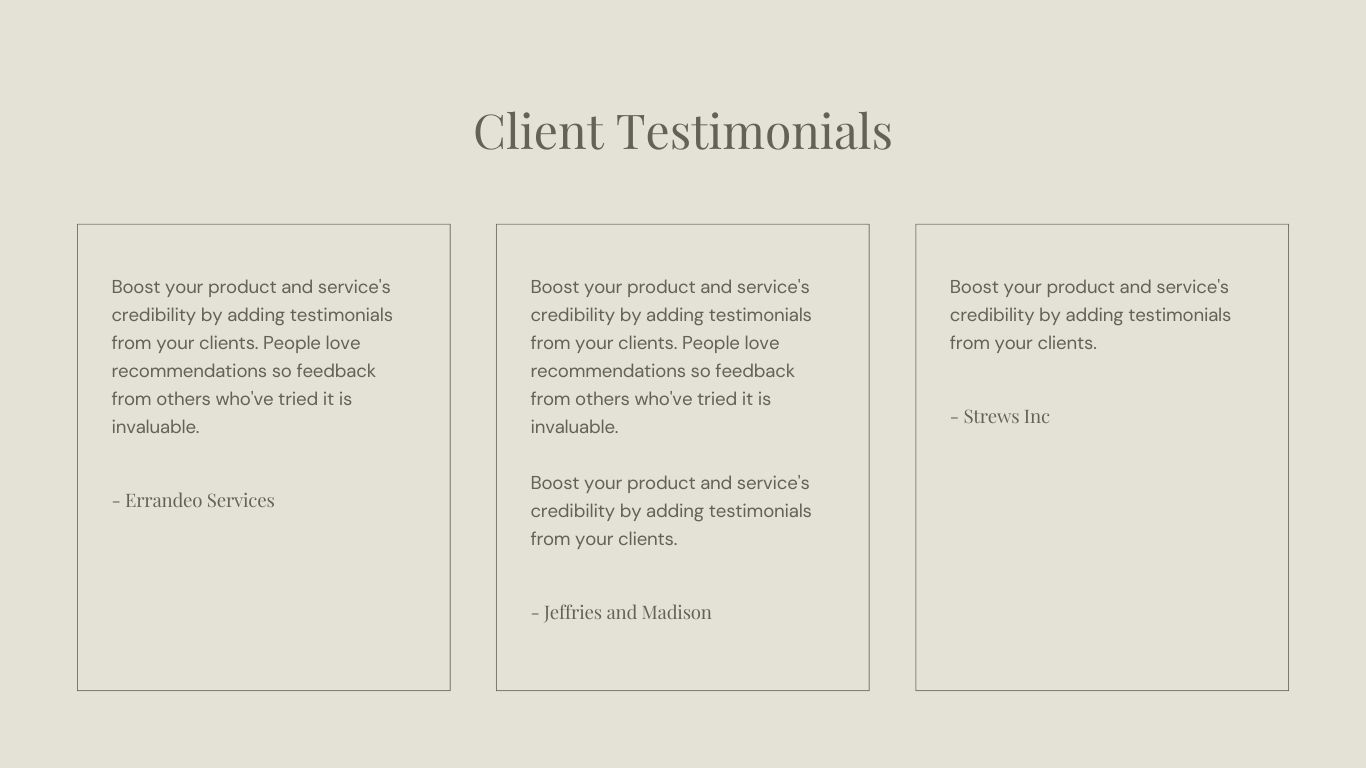 Client Testimonials
Boost your product and service's
credibility by adding testimonials
from your clients. People love
recommendations so feedback
from others who've tried it is
invaluable.
- Errandeo Services
Boost your product and service's
credibility by adding testimonials
from your clients. People love
recommendations so feedback
from others who've tried it is
invaluable.
Boost your product and service's
credibility by adding testimonials
from your clients.
- Jeffries and Madison
Boost your product and service's
credibility by adding testimonials
from your clients.
- Strews Inc